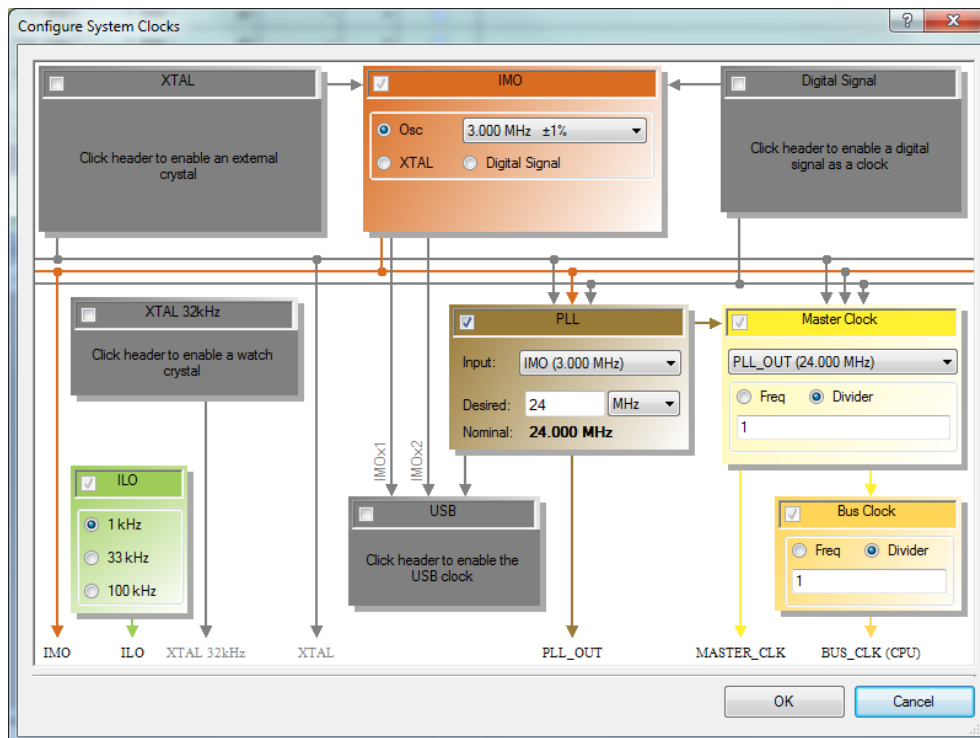 Configure System Clocks
XTAL
Click header to enable an external
crystal
IMO
Osc
3.000 MHz ±1%
XTAL
Digital Signal
Digital Signal
Click header to enable a digital
signal as a clock
XTAL 32kHz
Click header to enable a watch
crystal
PLL
Input:
IMO (3.000 MHz)
Desired:
24
MHz
Nominal:
24.000 MHz
Master Clock
PLL_OUT (24.000 MHz)
Freq
Divider
1
IMOx1
IMOx2
ILO
1 kHz
33 kHz
100 kHz
USB
Click header to enable the
USB clock
Bus Clock
Freq
Divider
1
IMO
ILO
XTAL 32kHz
XTAL
PLL_OUT
MASTER_CLK
BUS_CLK (CPU)
OK
Cancel